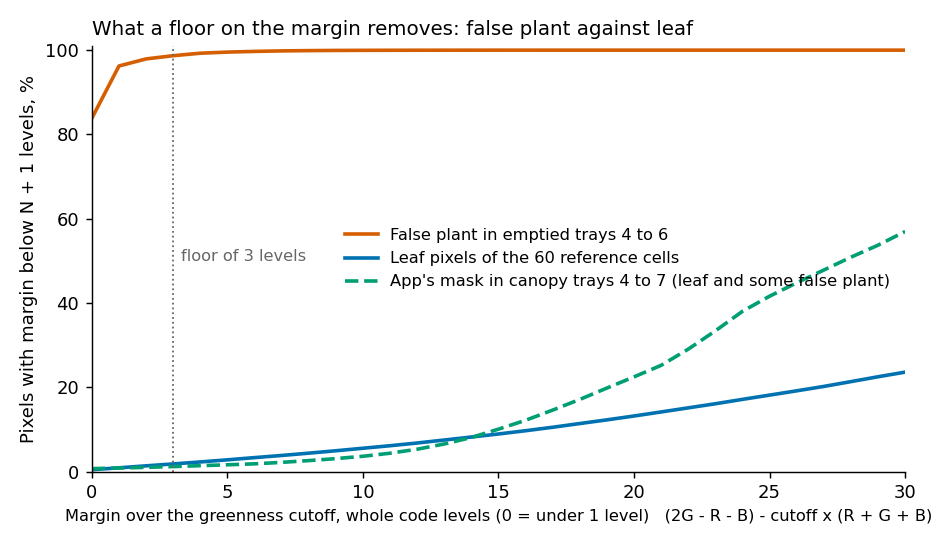 What a floor on the margin removes: false plant against leaf
Pixels with margin below N + 1 levels, %
100
80
60
40
20
0
floor of 3 levels
False plant in emptied trays 4 to 6
Leaf pixels of the 60 reference cells
App's mask in canopy trays 4 to 7 (leaf and some false plant)
0 5 10 15 20 25 30
Margin over the greenness cutoff, whole code levels (0 = under 1 level) (2G - R - B) - cutoff x (R + G + B)